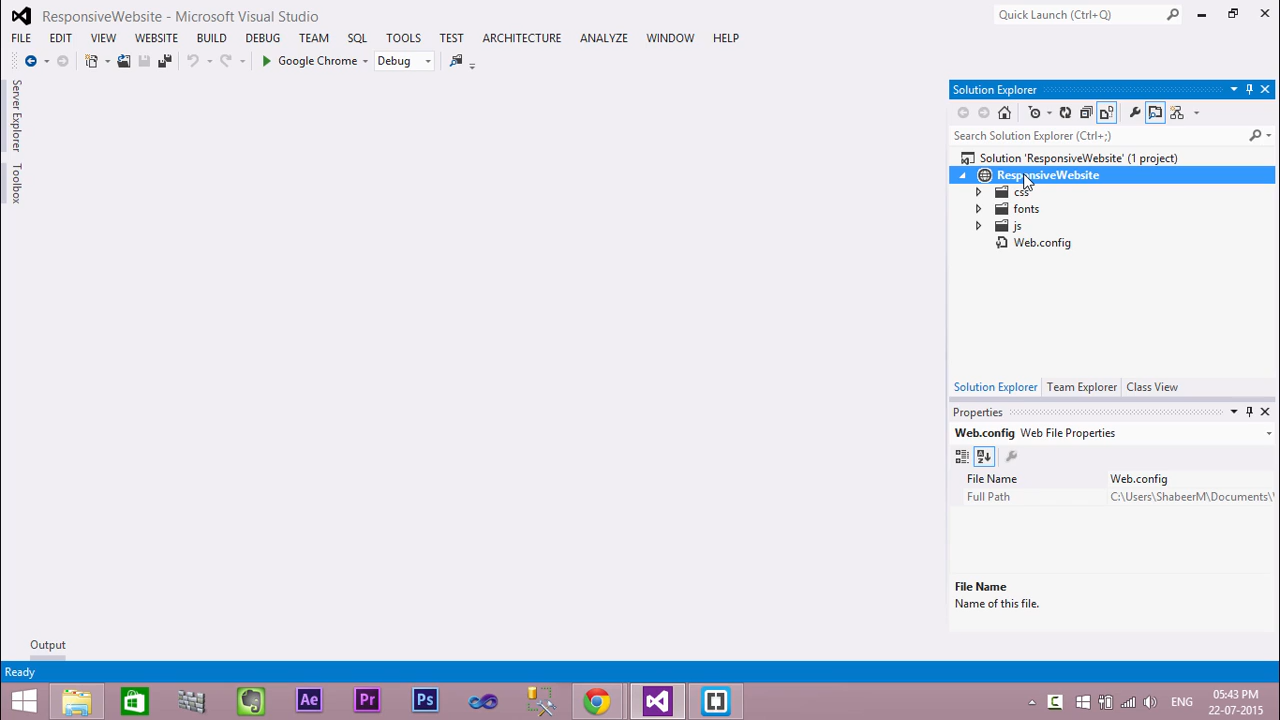 ResponsiveWebsite - Microsoft Visual Studio
Quick Launch (Ctrl+Q)
FILE EDIT VIEW WEBSITE BUILD DEBUG TEAM SQL TOOLS TEST ARCHITECTURE ANALYZE WINDOW HELP
Google Chrome Debug
Server Explorer
Toolbox
Solution Explorer
Search Solution Explorer (Ctrl+;)
Solution 'ResponsiveWebsite' (1 project)
ResponsiveWebsite
css
fonts
js
Web.config
Solution Explorer Team Explorer Class View
Properties
Web.config Web File Properties
File Name Web.config
Full Path C:\Users\ShabeerM\Documents\
File Name
Name of this file.
Output
Ready
Ae Pr Ps
ENG
05:43 PM
22-07-2015